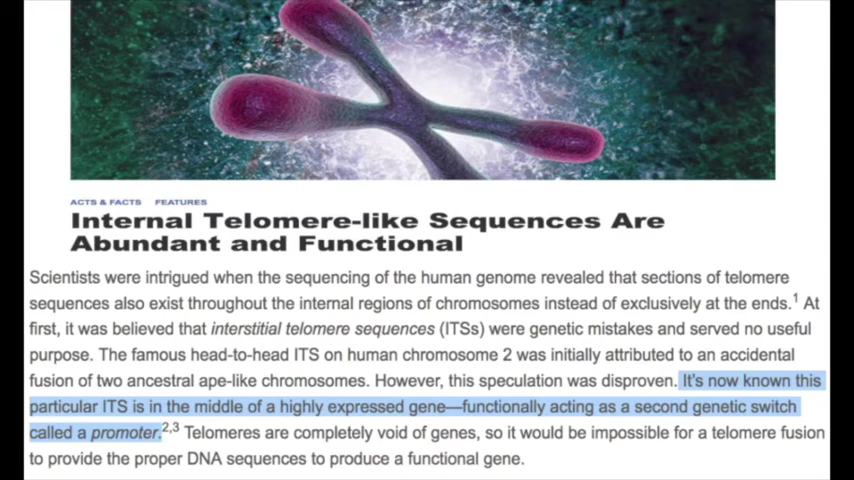 ACTS & FACTS FEATURES
Internal Telomere-like Sequences Are
Abundant and Functional
Scientists were intrigued when the sequencing of the human genome revealed that sections of telomere
sequences also exist throughout the internal regions of chromosomes instead of exclusively at the ends.1 At
first, it was believed that interstitial telomere sequences (ITSs) were genetic mistakes and served no useful
purpose. The famous head-to-head ITS on human chromosome 2 was initially attributed to an accidental
fusion of two ancestral ape-like chromosomes. However, this speculation was disproven. It's now known this
particular ITS is in the middle of a highly expressed gene—functionally acting as a second genetic switch
called a promoter.2,3 Telomeres are completely void of genes, so it would be impossible for a telomere fusion
to provide the proper DNA sequences to produce a functional gene.